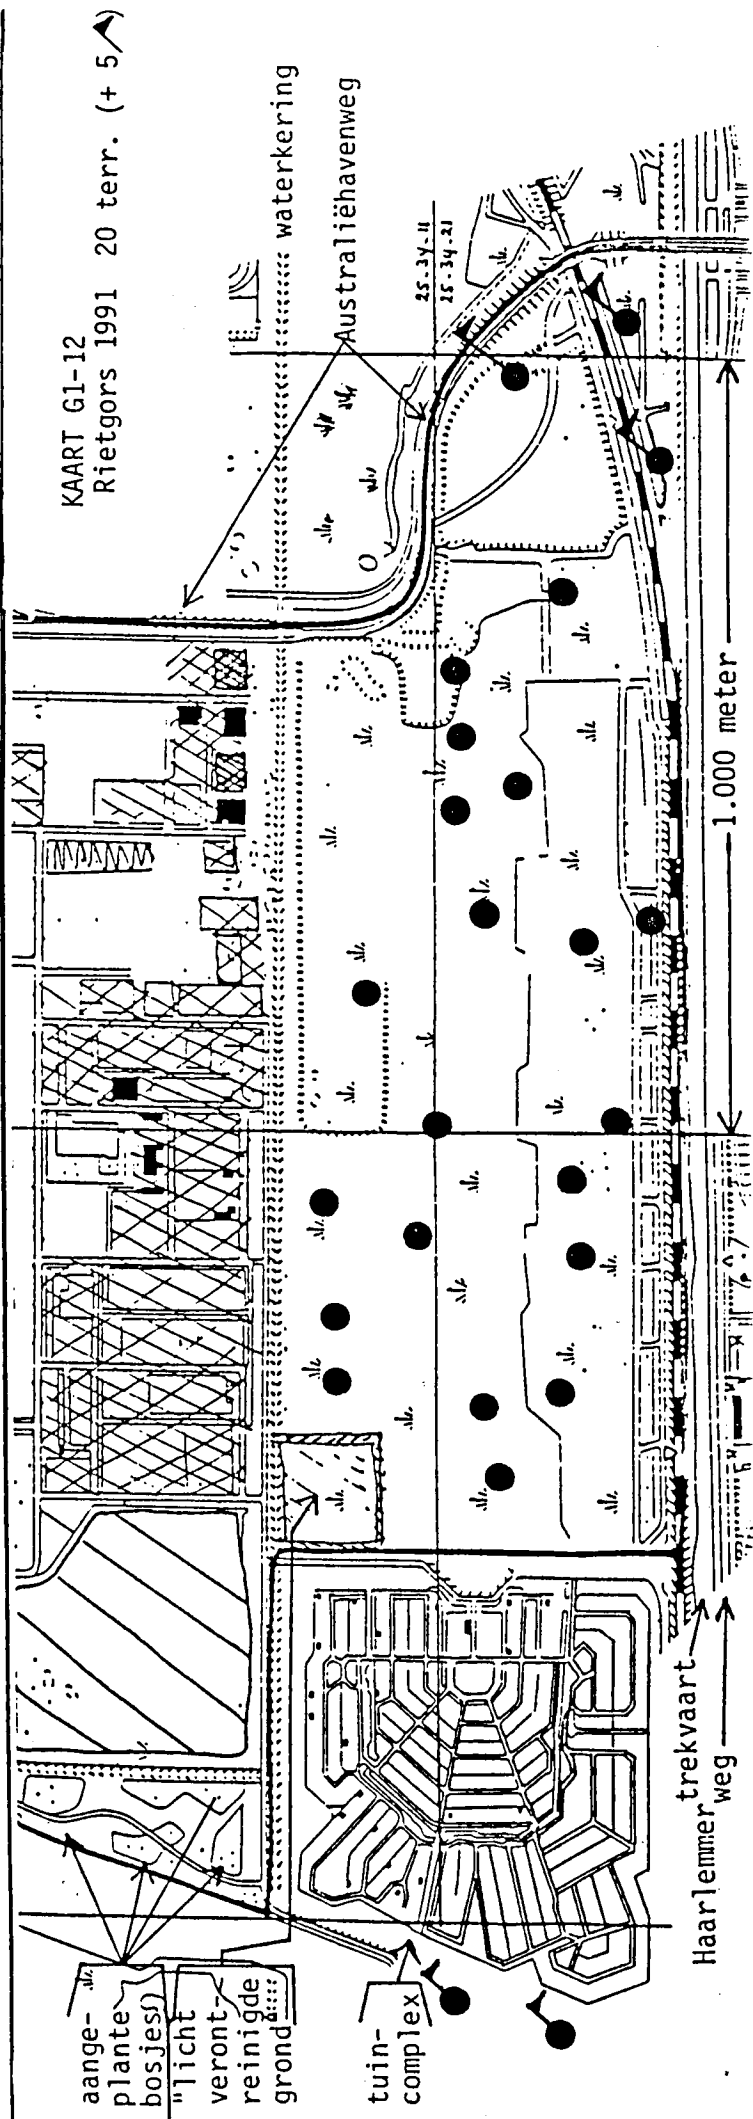 KAART G1-12
Rietgors 1991 20 terr. (+ 5 )
waterkering
Australiëhavenweg
25-34-11
25-34-21
1.000 meter
aange-
plante
bosjes()
"licht
veront-
reinigde
grond
tuin-
complex
Haarlemmer trekvaart
weg